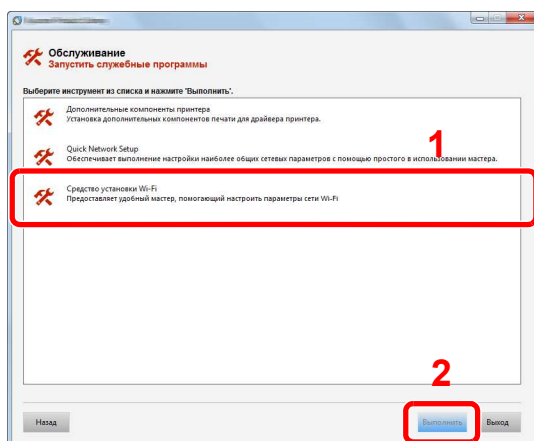 Обслуживание
Запустить служебные программы
Выберите инструмент из списка и нажмите 'Выполнить'.
Дополнительные компоненты принтера
Установка дополнительных компонентов печати для драйвера принтера.
1
Quick Network Setup
Обеспечивает выполнение настройки наиболее общих сетевых параметров с помощью простого в использовании мастера.
Средство установки Wi-Fi
Предоставляет удобный мастер, помогающий настроить параметры сети Wi-Fi
2
Назад
Выполнить
Выход